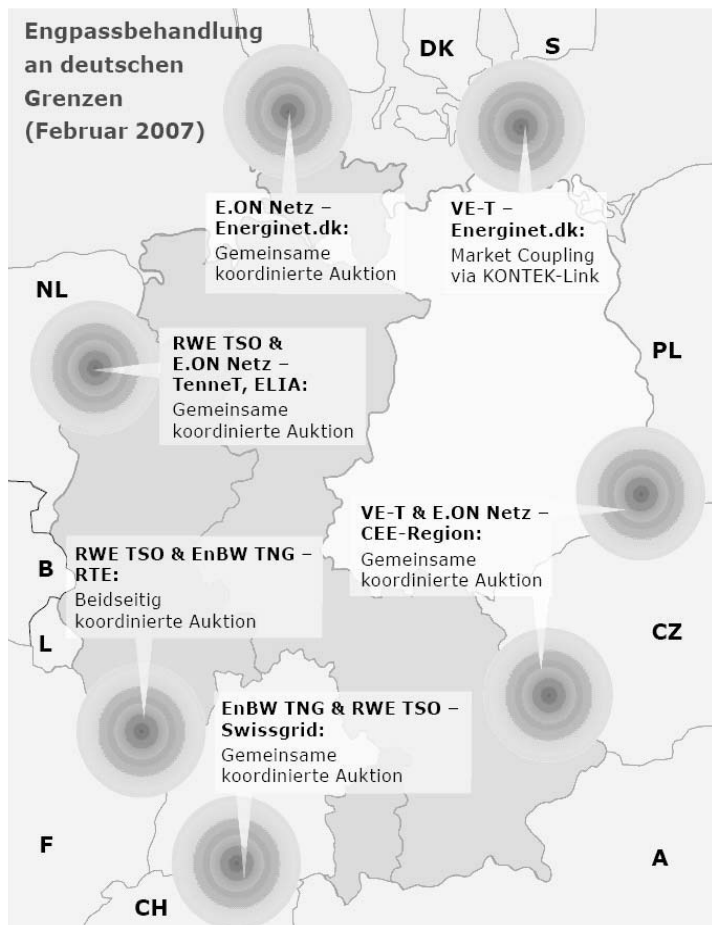 Engpassbehandlung
an deutschen
Grenzen
(Februar 2007)
DK
S
E.ON Netz –
Energinet.dk:
Gemeinsame
koordinierte Auktion
VE-T –
Energinet.dk:
Market Coupling
via KONTEK-Link
NL
RWE TSO &
E.ON Netz –
TenneT, ELIA:
Gemeinsame
koordinierte Auktion
PL
VE-T & E.ON Netz –
CEE-Region:
Gemeinsame
koordinierte Auktion
B
RWE TSO & EnBW TNG –
RTE:
Beidseitig
koordinierte Auktion
L
CZ
EnBW TNG & RWE TSO –
Swissgrid:
Gemeinsame
koordinierte Auktion
F
A
CH